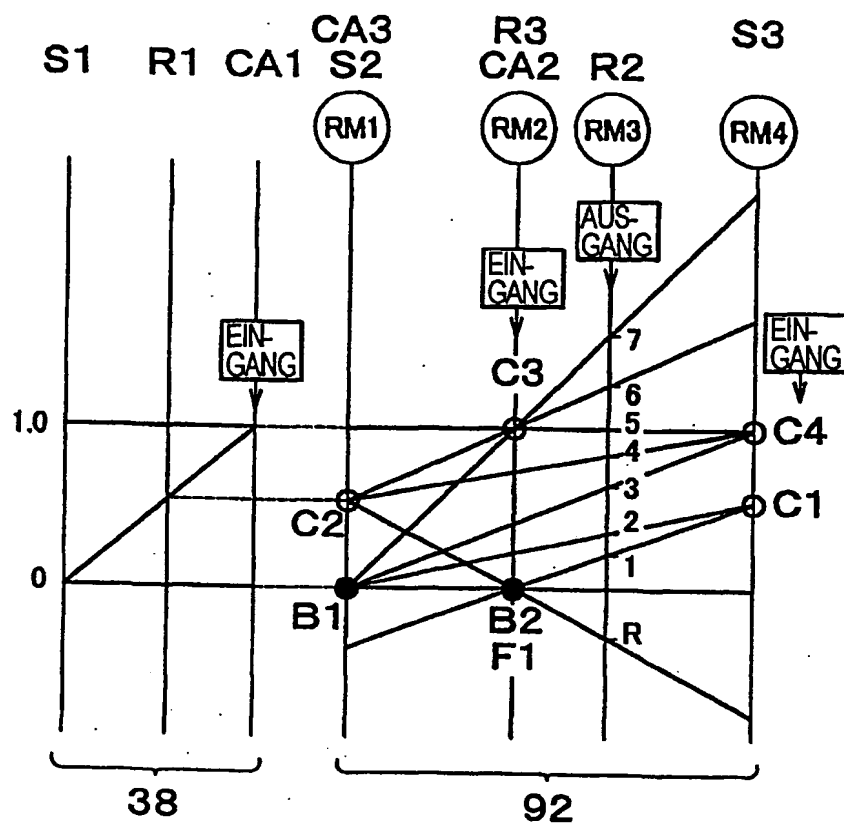 CA3
R3
S3
S1
R1
CA1
S2
CA2
R2
RM1
RM2
RM3
RM4
AUS-
GANG
EIN-
GANG
EIN-
GANG
EIN-
GANG
7
6
C3
1.0
5
C4
4
3
C2
C1
2
1
0
B1
B2
F1
R
38
92